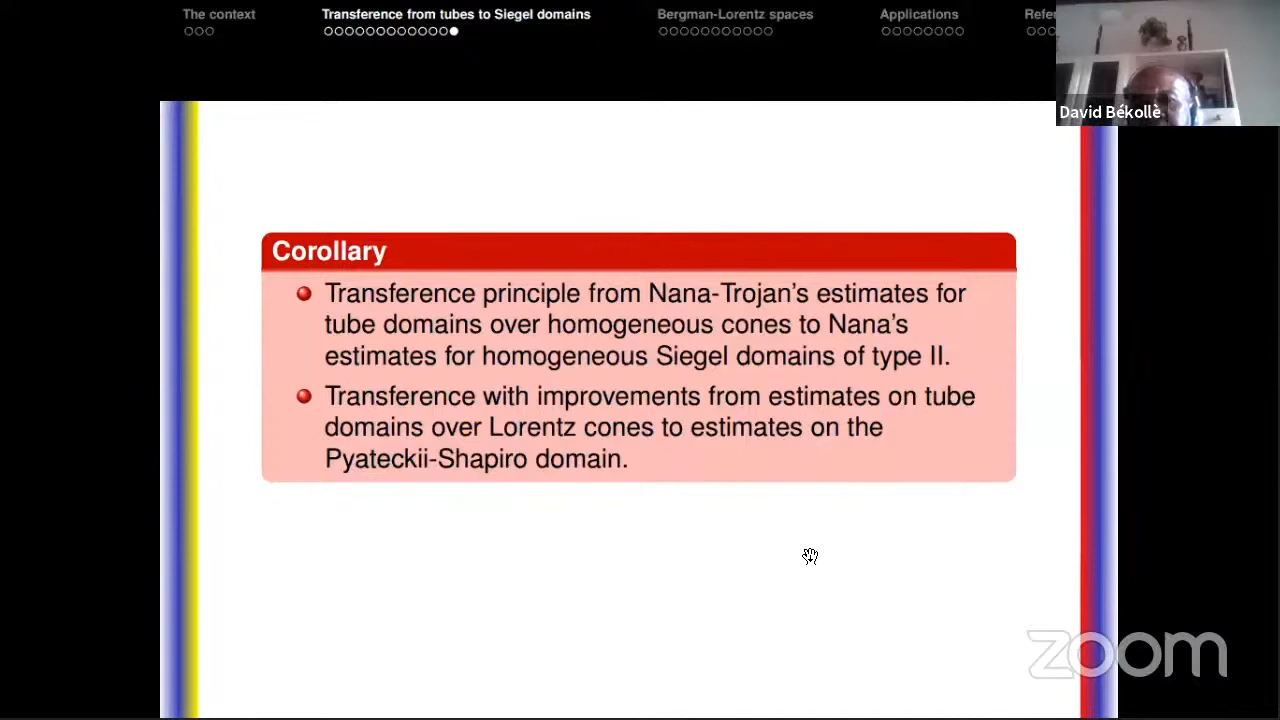 The context
Transference from tubes to Siegel domains
Bergman-Lorentz spaces
Applications
Refer
David Békollè
Corollary
Transference principle from Nana-Trojan's estimates for
tube domains over homogeneous cones to Nana's
estimates for homogeneous Siegel domains of type II.
Transference with improvements from estimates on tube
domains over Lorentz cones to estimates on the
Pyateckii-Shapiro domain.
zoom